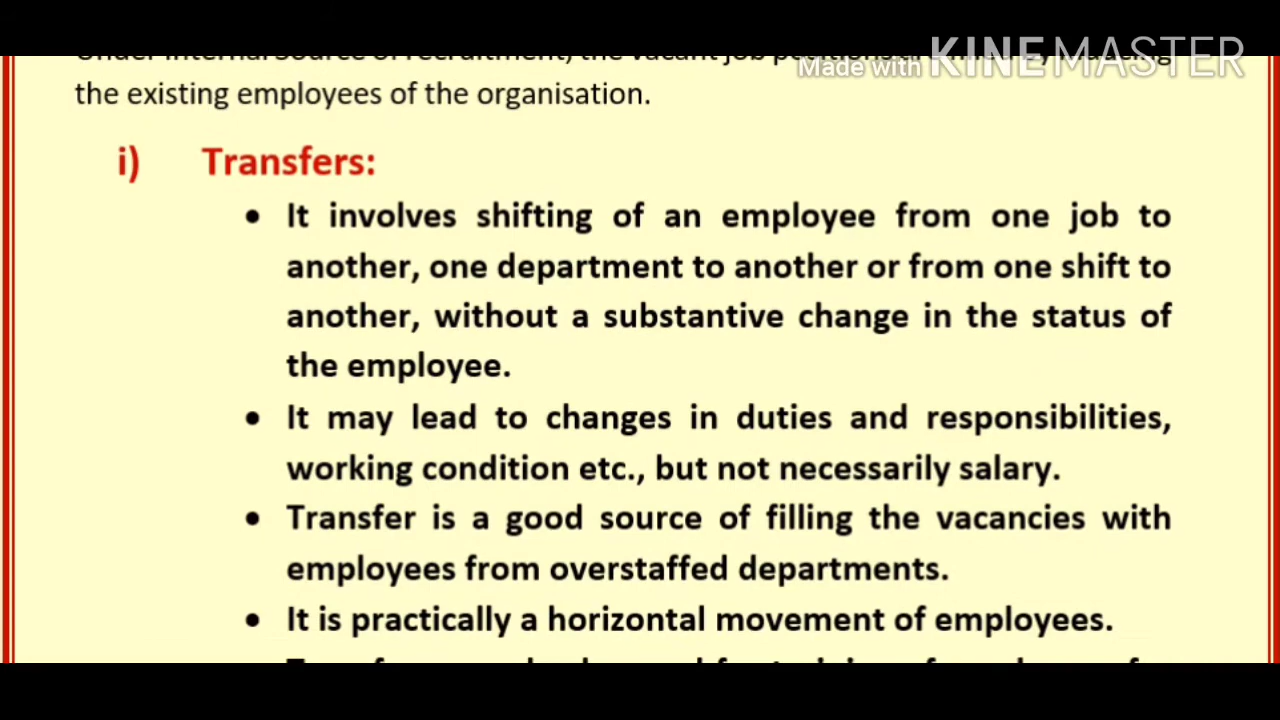 Made with KINEMASTER
the existing employees of the organisation.
i) Transfers:
• It involves shifting of an employee from one job to
another, one department to another or from one shift to
another, without a substantive change in the status of
the employee.
• It may lead to changes in duties and responsibilities,
working condition etc., but not necessarily salary.
• Transfer is a good source of filling the vacancies with
employees from overstaffed departments.
• It is practically a horizontal movement of employees.